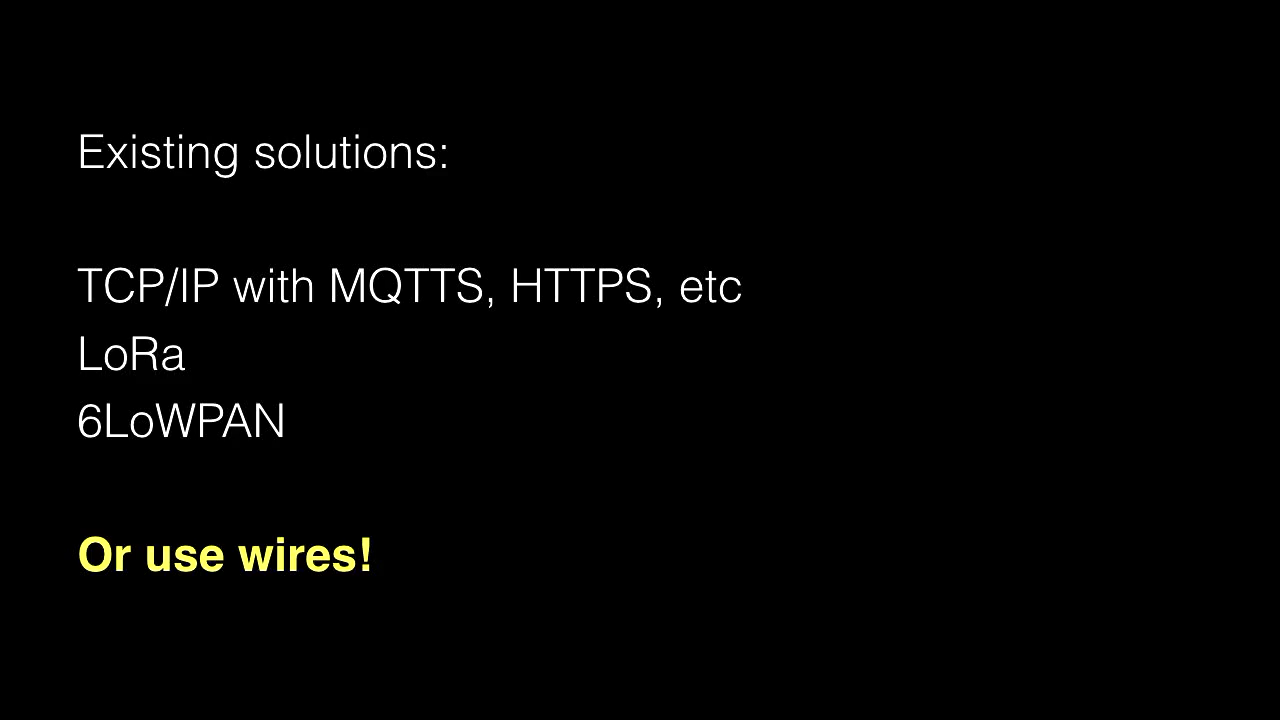 Existing solutions:
TCP/IP with MQTTS, HTTPS, etc
LoRa
6LoWPAN
Or use wires!